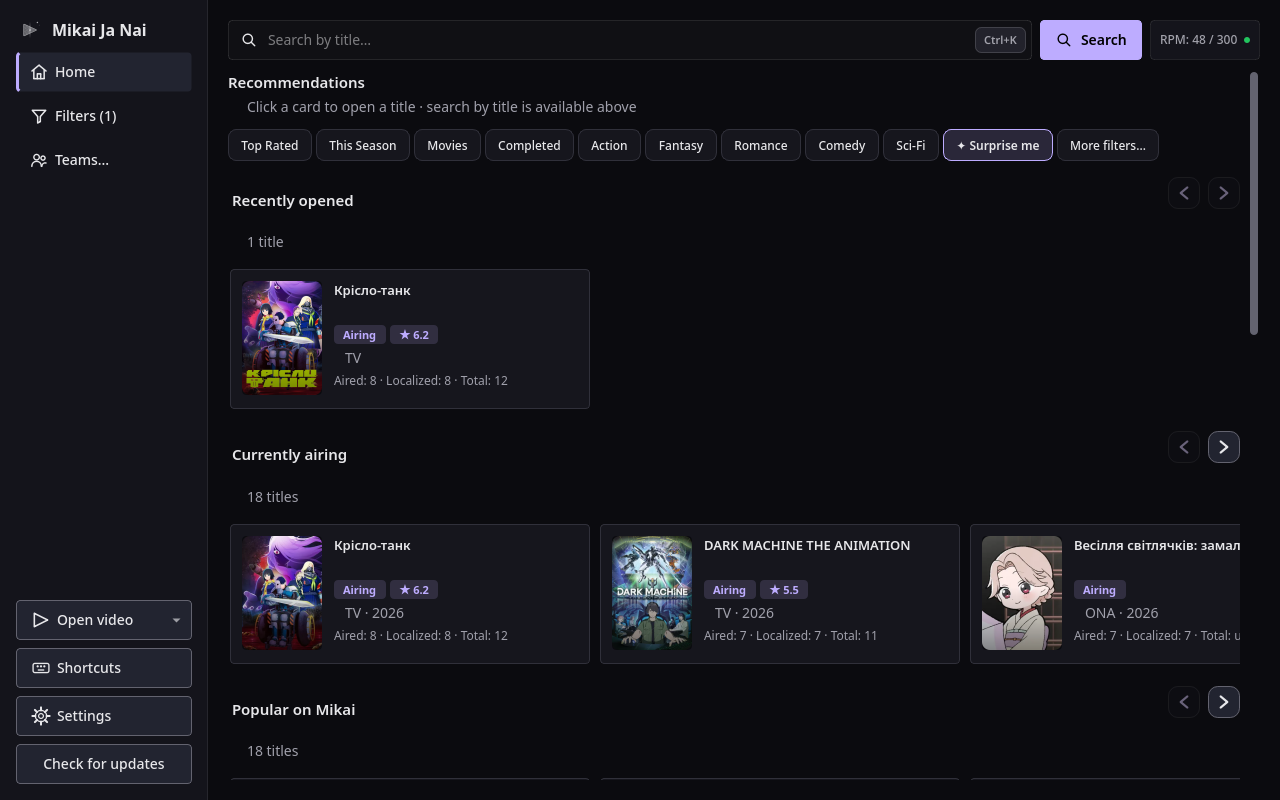 Mikai Ja Nai
Home
Filters (1)
Teams...
Open video
Shortcuts
Settings
Check for updates
Search by title...
Ctrl+K
Search
RPM: 48 / 300
Recommendations
Click a card to open a title · search by title is available above
Top Rated
This Season
Movies
Completed
Action
Fantasy
Romance
Comedy
Sci-Fi
✦ Surprise me
More filters...
Recently opened
1 title
КРІСЛО
ТАНК
Крісло-танк
Airing
★ 6.2
TV
Aired: 8 · Localized: 8 · Total: 12
Currently airing
18 titles
Крісло-танк
Airing
★ 6.2
TV · 2026
Aired: 8 · Localized: 8 · Total: 12
DARK MACHINE
DARK MACHINE THE ANIMATION
Airing
★ 5.5
TV · 2026
Aired: 7 · Localized: 7 · Total: 11
Весілля світлячків: замал
Airing
ONA · 2026
Aired: 7 · Localized: 7 · Total: u
Popular on Mikai
18 titles